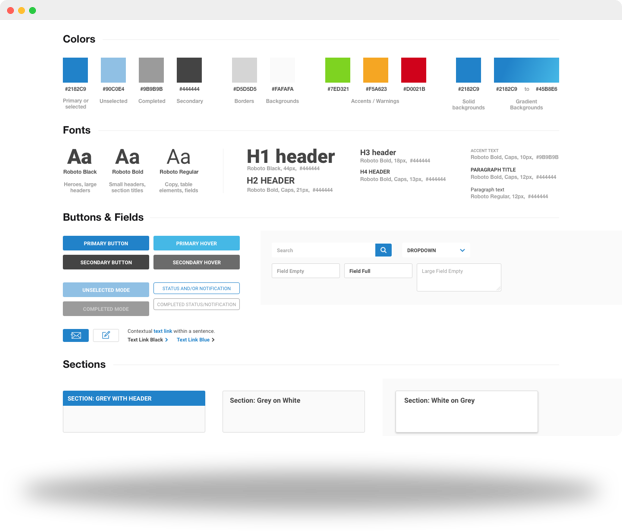 Colors
#2182C9
#90C0E4
#9B9B9B
#444444
#D5D5D5
#FAFAFA
#7ED321
#F5A623
#D0021B
#2182C9
#2182C9 to #45B8E8
Primary or
selected
Unselected
Completed
Secondary
Borders
Backgrounds
Accents / Warnings
Solid
backgrounds
Gradient
Backgrounds
Fonts
Aa
Roboto Black
Heroes, large
headers
Aa
Roboto Bold
Small headers,
section titles
Aa
Roboto Regular
Copy, table
elements, fields
H1 header
Roboto Black, 44px, #444444
H2 HEADER
Roboto Bold, Caps, 21px, #444444
H3 header
Roboto Bold, 18px, #444444
H4 HEADER
Roboto Bold, Caps, 13px, #444444
ACCENT TEXT
Roboto Bold, Caps, 10px, #9B9B9B
PARAGRAPH TITLE
Roboto Bold, Caps, 12px, #444444
Paragraph text
Roboto Regular, 12px, #444444
Buttons & Fields
PRIMARY BUTTON
PRIMARY HOVER
SECONDARY BUTTON
SECONDARY HOVER
UNSELECTED MODE
STATUS AND/OR NOTIFICATION
COMPLETED MODE
COMPLETED STATUS/NOTIFICATION
Contextual text link within a sentence.
Text Link Black
Text Link Blue
Search
DROPDOWN
Field Empty
Field Full
Large Field Empty
Sections
SECTION: GREY WITH HEADER
Section: Grey on White
Section: White on Grey